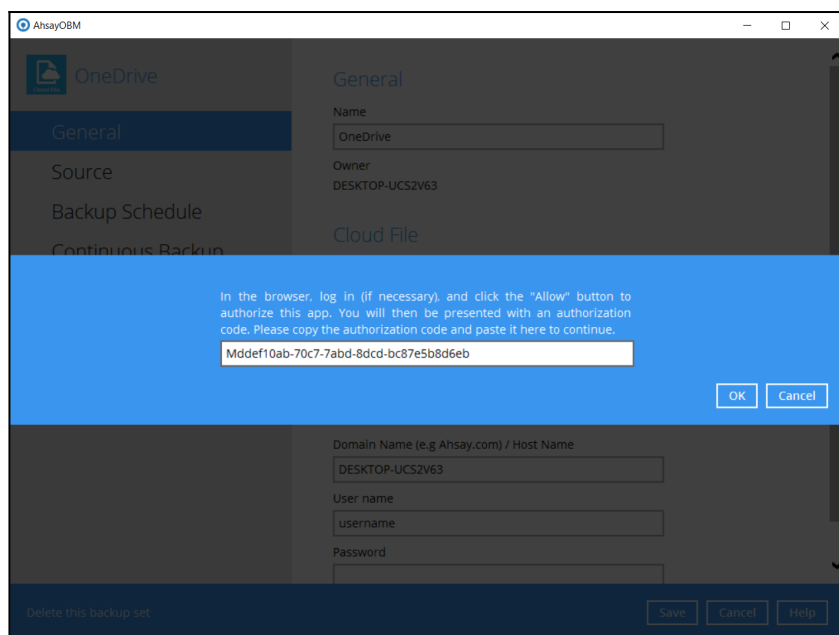 AhsayOBM
OneDrive
Cloud File
General
Source
Backup Schedule
Continuous Backup
General
Name
OneDrive
Owner
DESKTOP-UCS2V63
Cloud File
In the browser, log in (if necessary), and click the "Allow" button to
authorize this app. You will then be presented with an authorization
code. Please copy the authorization code and paste it here to continue.
Mddef10ab-70c7-7abd-8dcd-bc87e5b8d6eb
OK Cancel
Domain Name (e.g Ahsay.com) / Host Name
DESKTOP-UCS2V63
User name
username
Password
Delete this backup set
Save Cancel Help